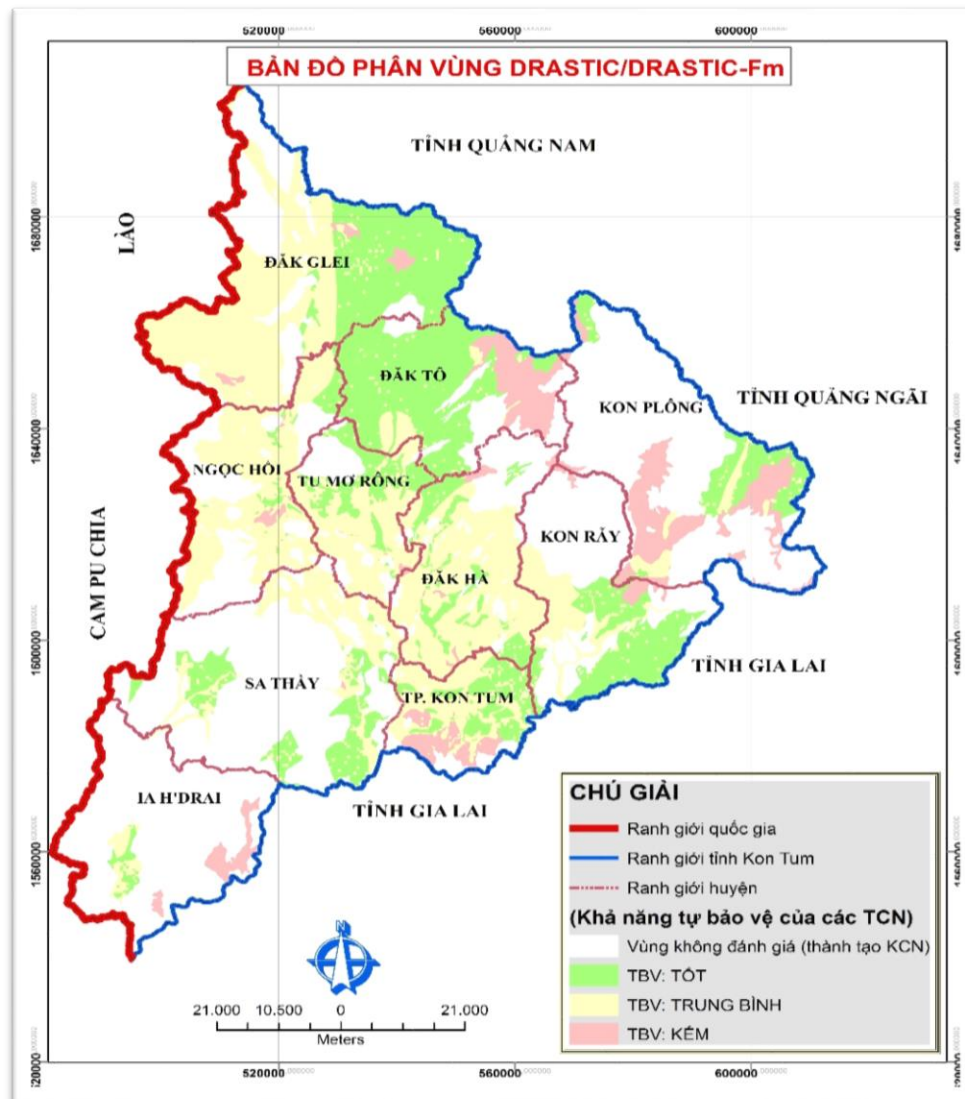 520000 560000 600000
BẢN ĐỒ PHÂN VÙNG DRASTIC/DRASTIC-Fm
TỈNH QUẢNG NAM
LÀO
1680000 1680000
ĐĂK GLEI
ĐĂK TÔ
KON PLÔNG
TỈNH QUẢNG NGÃI
1640000 1640000
NGỌC HỒI
TU MƠ RÔNG
KON RẪY
CAM PU CHIA
ĐĂK HÀ
1600000 1600000
TỈNH GIA LAI
SA THẦY
TP. KON TUM
IA H'DRAI
TỈNH GIA LAI
1560000 1560000
CHÚ GIẢI
Ranh giới quốc gia
Ranh giới tỉnh Kon Tum
Ranh giới huyện
(Khả năng tự bảo vệ của các TCN)
Vùng không đánh giá (thành tạo KCN)
TBV: TỐT
TBV: TRUNG BÌNH
TBV: KÉM
N
21.000 10.500 0 21.000
Meters
520000 560000 600000